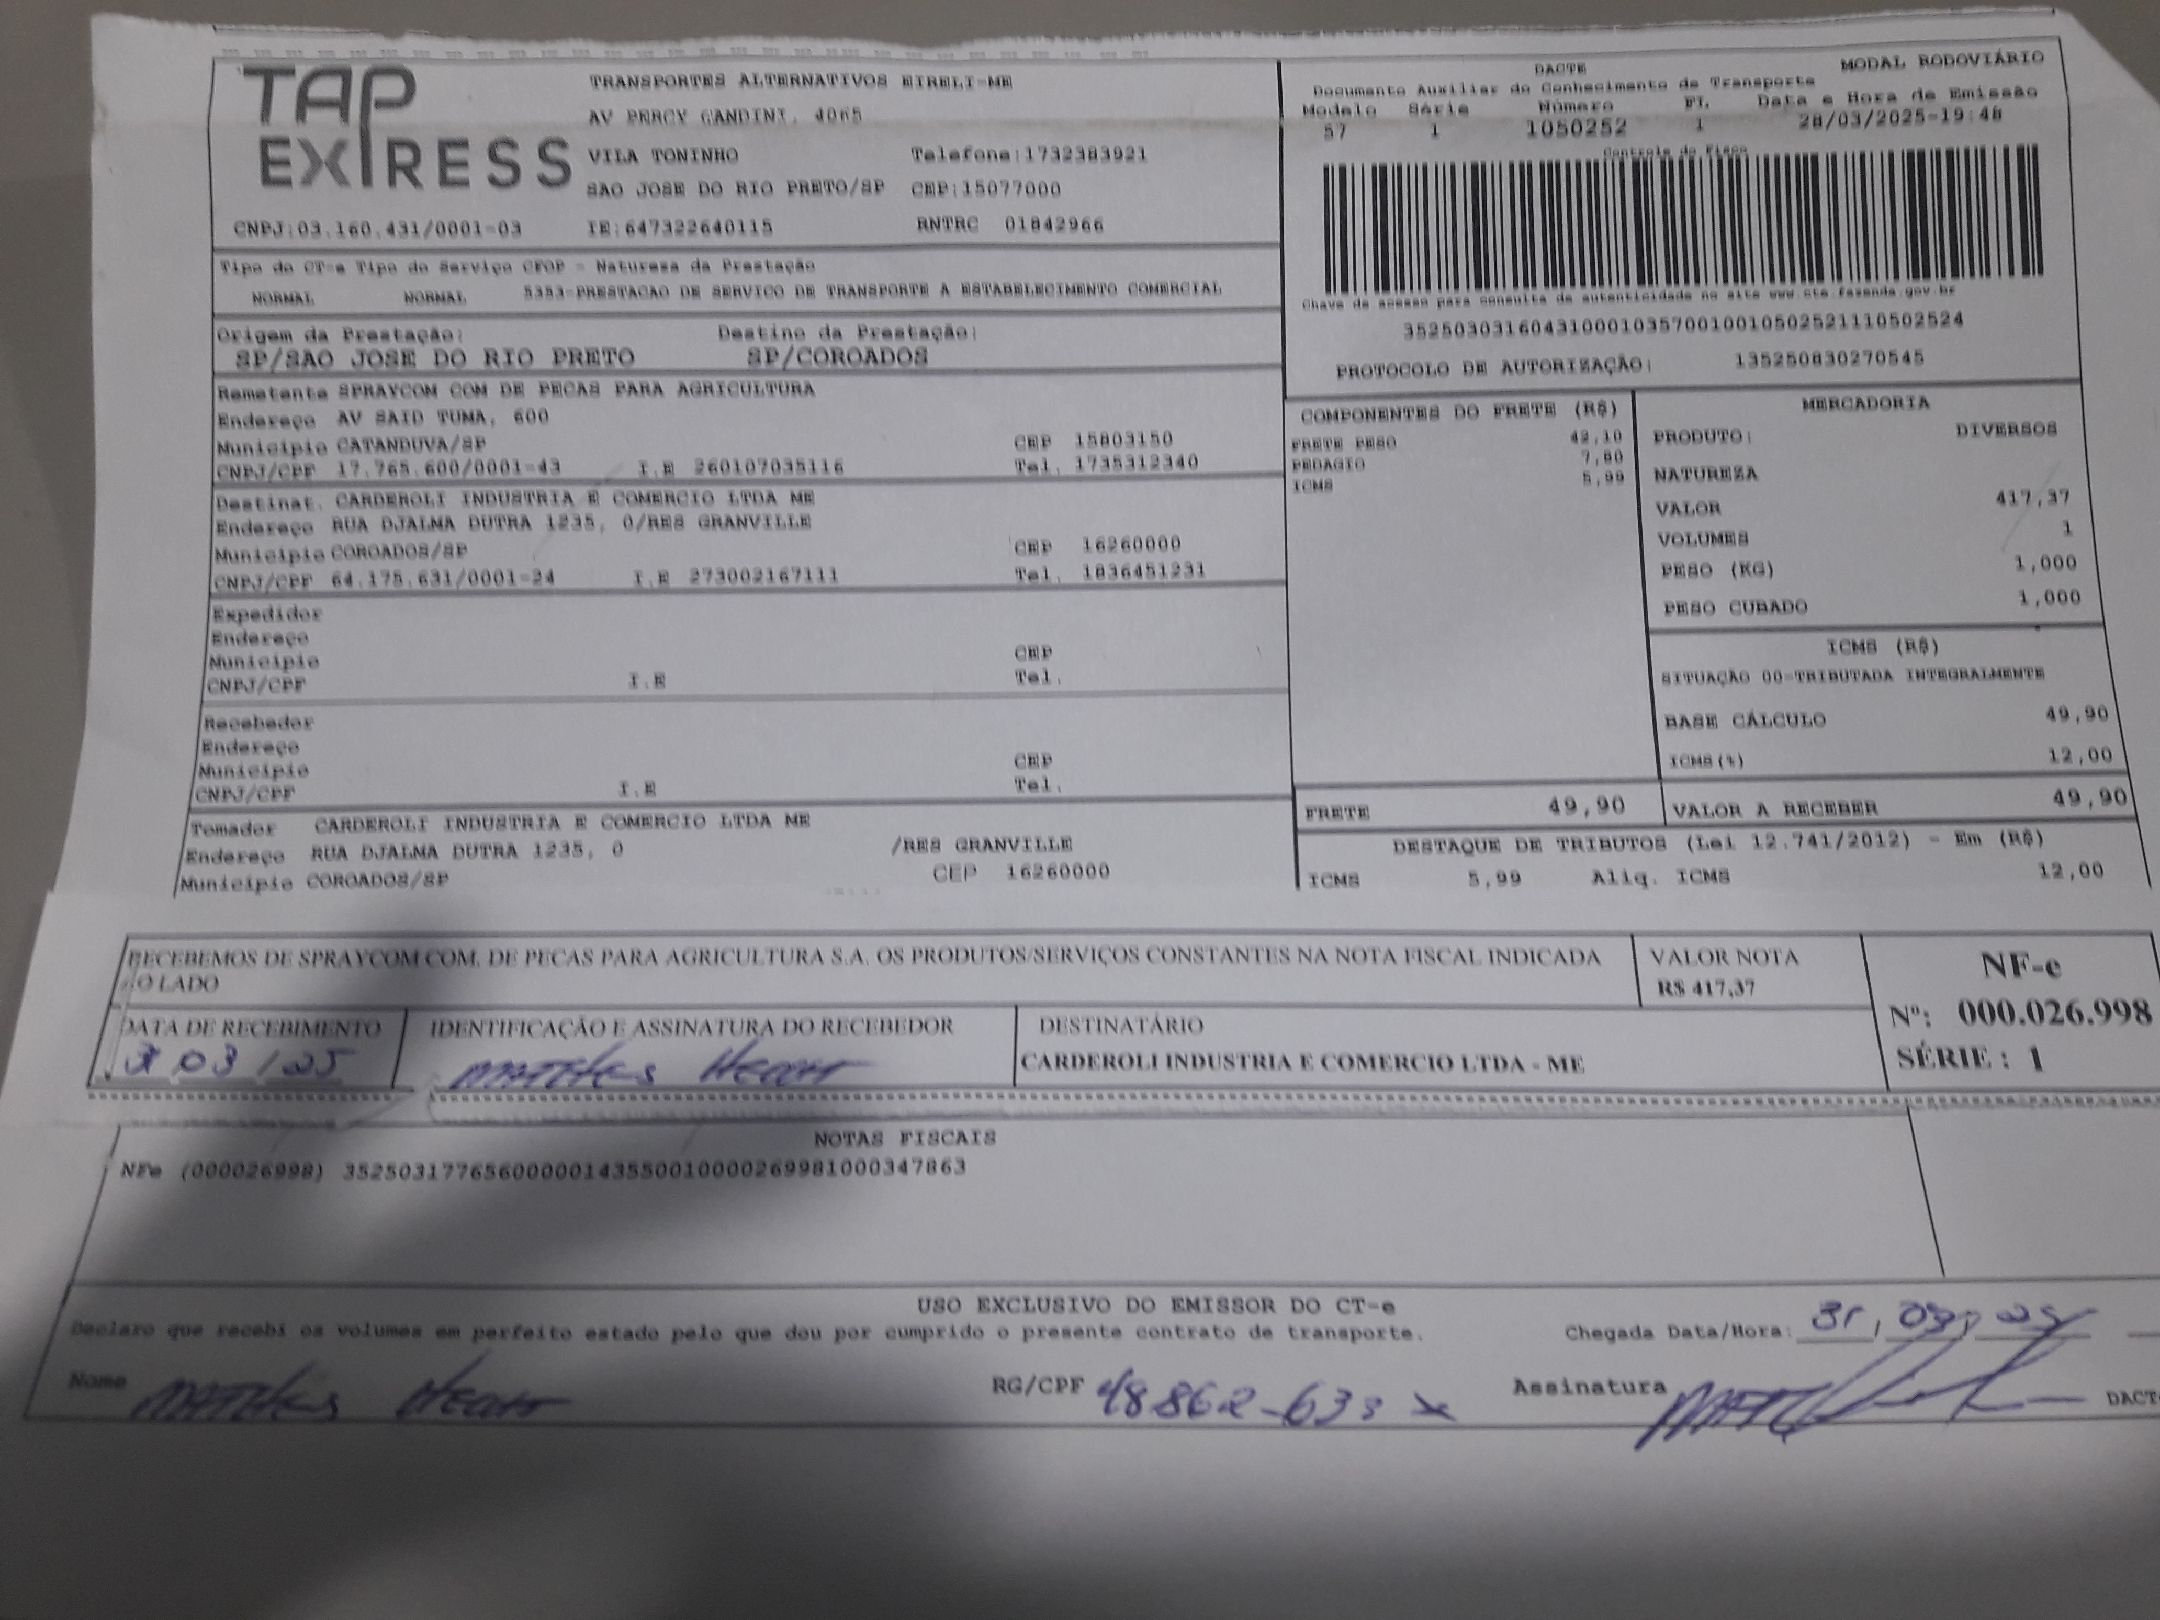 TAP
EXPRESS
TRANSPORTES ALTERNATIVOS EIRELI-ME
AV PERCY GANDINI, 4065
VILA TONINHO Telefone:1732383921
SAO JOSE DO RIO PRETO/SP CEP:15077000
CNPJ:03.160.431/0001-03 IE:647322640115 RNTRC 01842966
DACTE MODAL RODOVIÁRIO
Documento Auxiliar do Conhecimento de Transporte
Modelo Série Número FL Data e Hora de Emissão
57 1 1050252 1 28/03/2025-19:48
Controle do Fisco
Chave de acesso para consulta de autenticidade no site www.cte.fazenda.gov.br
35250303160431000103570010010502521110502524
PROTOCOLO DE AUTORIZAÇÃO: 135250830270545
Tipo do CT-e Tipo do Serviço CFOP - Natureza da Prestação
NORMAL NORMAL 5353-PRESTACAO DE SERVICO DE TRANSPORTE A ESTABELECIMENTO COMERCIAL
Origem da Prestação: Destino da Prestação:
SP/SAO JOSE DO RIO PRETO SP/COROADOS
Remetente SPRAYCOM COM DE PECAS PARA AGRICULTURA
Endereço AV SAID TUMA, 600
Município CATANDUVA/SP CEP 15803150
CNPJ/CPF 17.765.600/0001-43 I.E 260107035116 Tel. 1735312340
Destinat. CARDEROLI INDUSTRIA E COMERCIO LTDA ME
Endereço RUA DJALMA DUTRA 1235, 0/RES GRANVILLE
Município COROADOS/SP CEP 16260000
CNPJ/CPF 64.175.631/0001-24 I.E 273002167111 Tel. 1836451231
Expedidor
Endereço
Município CEP
CNPJ/CPF I.E Tel.
Recebedor
Endereço
Município CEP
CNPJ/CPF I.E Tel.
Tomador CARDEROLI INDUSTRIA E COMERCIO LTDA ME
Endereço RUA DJALMA DUTRA 1235, 0 /RES GRANVILLE
Município COROADOS/SP CEP 16260000
COMPONENTES DO FRETE (R$)
FRETE PESO 42,10
PEDAGIO 7,80
ICMS 5,99
MERCADORIA
PRODUTO: DIVERSOS
NATUREZA
VALOR 417,37
VOLUMES 1
PESO (KG) 1,000
PESO CUBADO 1,000
ICMS (R$)
SITUAÇÃO 00-TRIBUTADA INTEGRALMENTE
BASE CÁLCULO 49,90
ICMS(%) 12,00
FRETE 49,90 VALOR A RECEBER 49,90
DESTAQUE DE TRIBUTOS (Lei 12.741/2012) - Em (R$)
ICMS 5,99 Aliq. ICMS 12,00
RECEBEMOS DE SPRAYCOM COM. DE PECAS PARA AGRICULTURA S.A. OS PRODUTOS/SERVIÇOS CONSTANTES NA NOTA FISCAL INDICADA
AO LADO
VALOR NOTA
R$ 417,37
NF-e
Nº: 000.026.998
SÉRIE : 1
DATA DE RECEBIMENTO IDENTIFICAÇÃO E ASSINATURA DO RECEBEDOR DESTINATÁRIO
31 03 / 25 CARDEROLI INDUSTRIA E COMERCIO LTDA - ME
NOTAS FISCAIS
NFe (000026998) 35250317765600000143550010000269981000347863
USO EXCLUSIVO DO EMISSOR DO CT-e
Declaro que recebi os volumes em perfeito estado pelo que dou por cumprido o presente contrato de transporte. Chegada Data/Hora: 31, 03, 25
Nome RG/CPF Assinatura